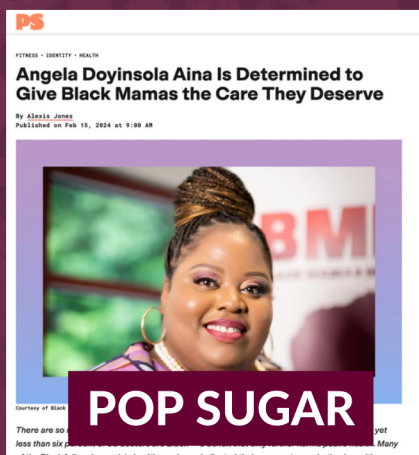 PS
FITNESS • IDENTITY • HEALTH
Angela Doyinsola Aina Is Determined to
Give Black Mamas the Care They Deserve
By Alexis Jones
Published on Feb 15, 2024 at 9:00 AM
BM
Courtesy of Black
POP SUGAR
There are so
yet
less than six
Many